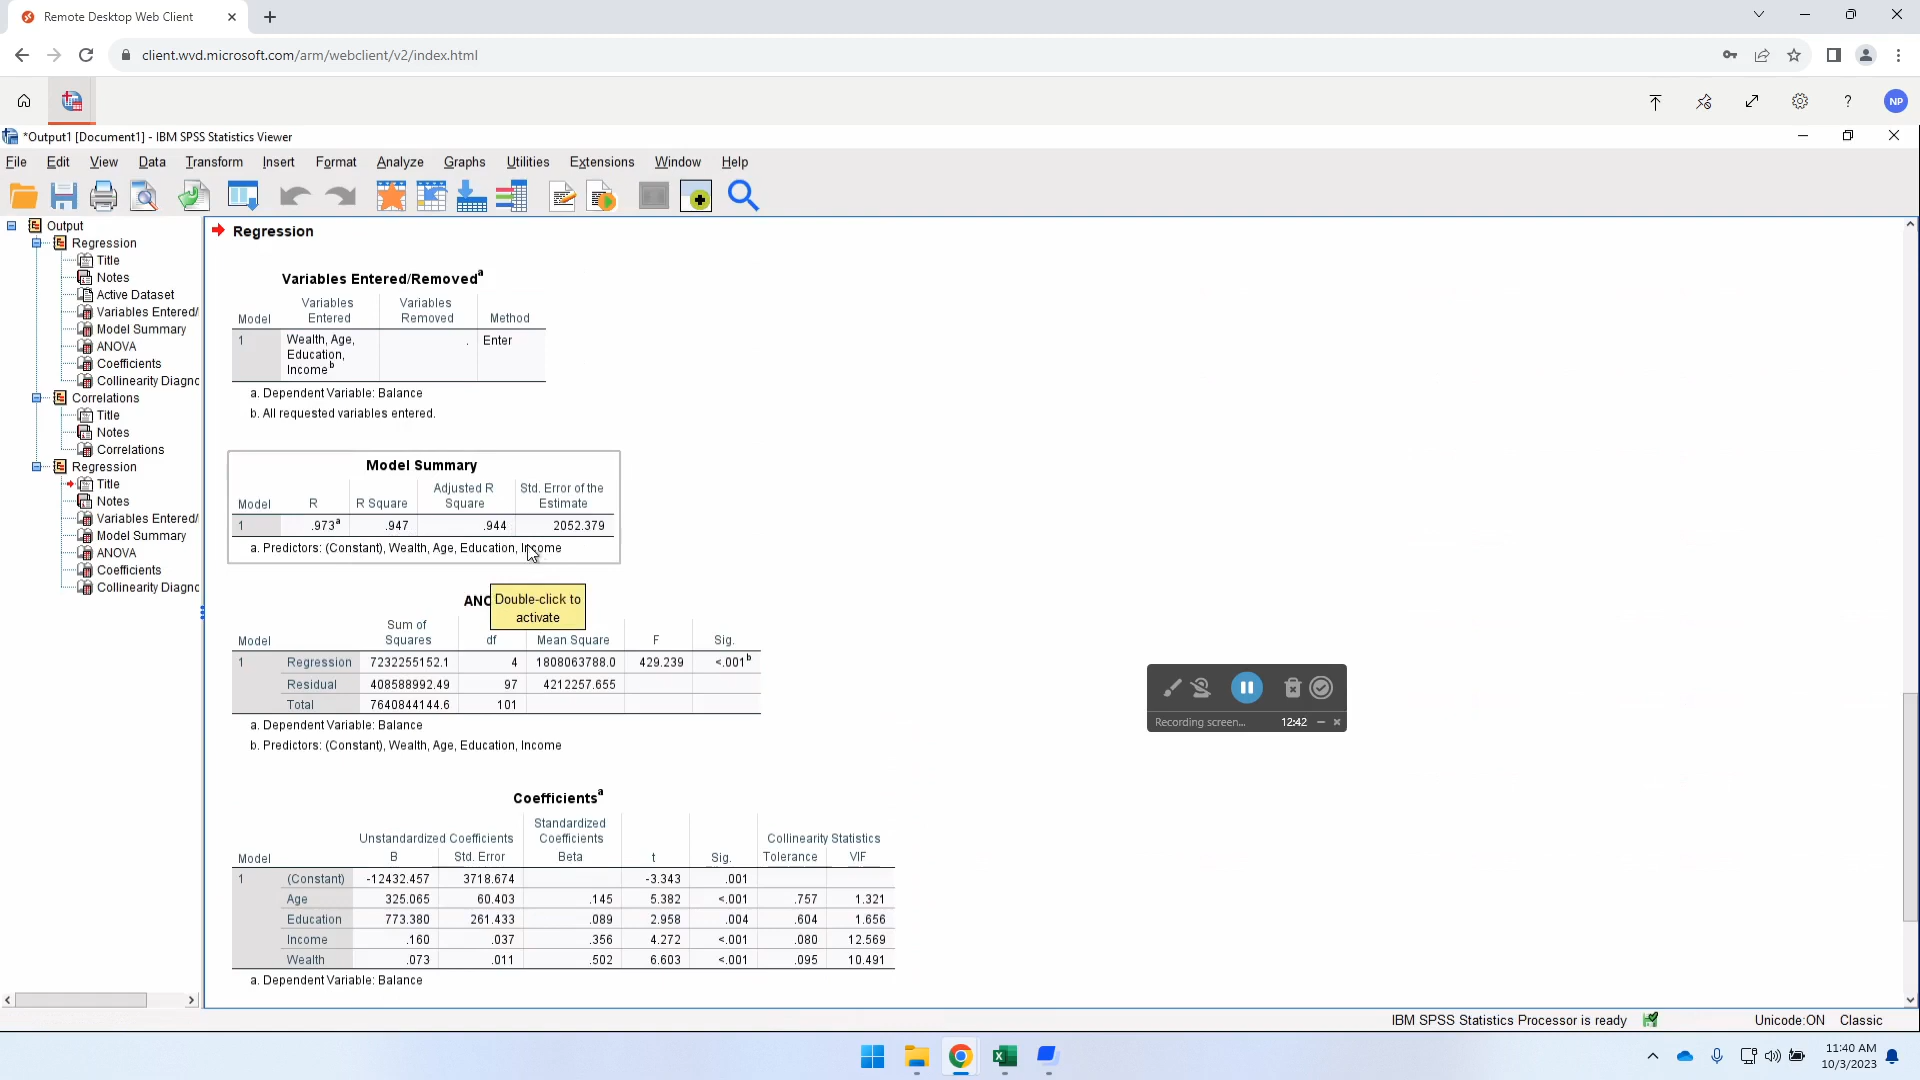 Remote Desktop Web Client
client.wvd.microsoft.com/arm/webclient/v2/index.html
NP
*Output1 [Document1] - IBM SPSS Statistics Viewer
File Edit View Data Transform Insert Format Analyze Graphs Utilities Extensions Window Help
Output
Regression
Title
Notes
Active Dataset
Variables Entered/
Model Summary
ANOVA
Coefficients
Collinearity Diagno
Correlations
Title
Notes
Correlations
Regression
Title
Notes
Variables Entered/
Model Summary
ANOVA
Coefficients
Collinearity Diagno
Regression
Variables Entered/Removed a
Model Variables Entered Variables Removed Method
1 Wealth, Age, Education, Income b . Enter
a. Dependent Variable: Balance
b. All requested variables entered.
Model Summary
Model R R Square Adjusted R Square Std. Error of the Estimate
1 .973a .947 .944 2052.379
a. Predictors: (Constant), Wealth, Age, Education, Income
Double-click to
activate
Model Sum of Squares df Mean Square F Sig.
1 Regression 7232255152.1 4 1808063788.0 429.239 <.001b
Residual 408588992.49 97 4212257.655
Total 7640844144.6 101
a. Dependent Variable: Balance
b. Predictors: (Constant), Wealth, Age, Education, Income
Coefficients a
Unstandardized Coefficients Standardized Coefficients Collinearity Statistics
Model B Std. Error Beta t Sig. Tolerance VIF
1 (Constant) -12432.457 3718.674 -3.343 .001
Age 325.065 60.403 .145 5.382 <.001 .757 1.321
Education 773.380 261.433 .089 2.958 .004 .604 1.656
Income .160 .037 .356 4.272 <.001 .080 12.569
Wealth .073 .011 .502 6.603 <.001 .095 10.491
a. Dependent Variable: Balance
Recording screen... 12:42
IBM SPSS Statistics Processor is ready Unicode:ON Classic
11:40 AM
10/3/2023